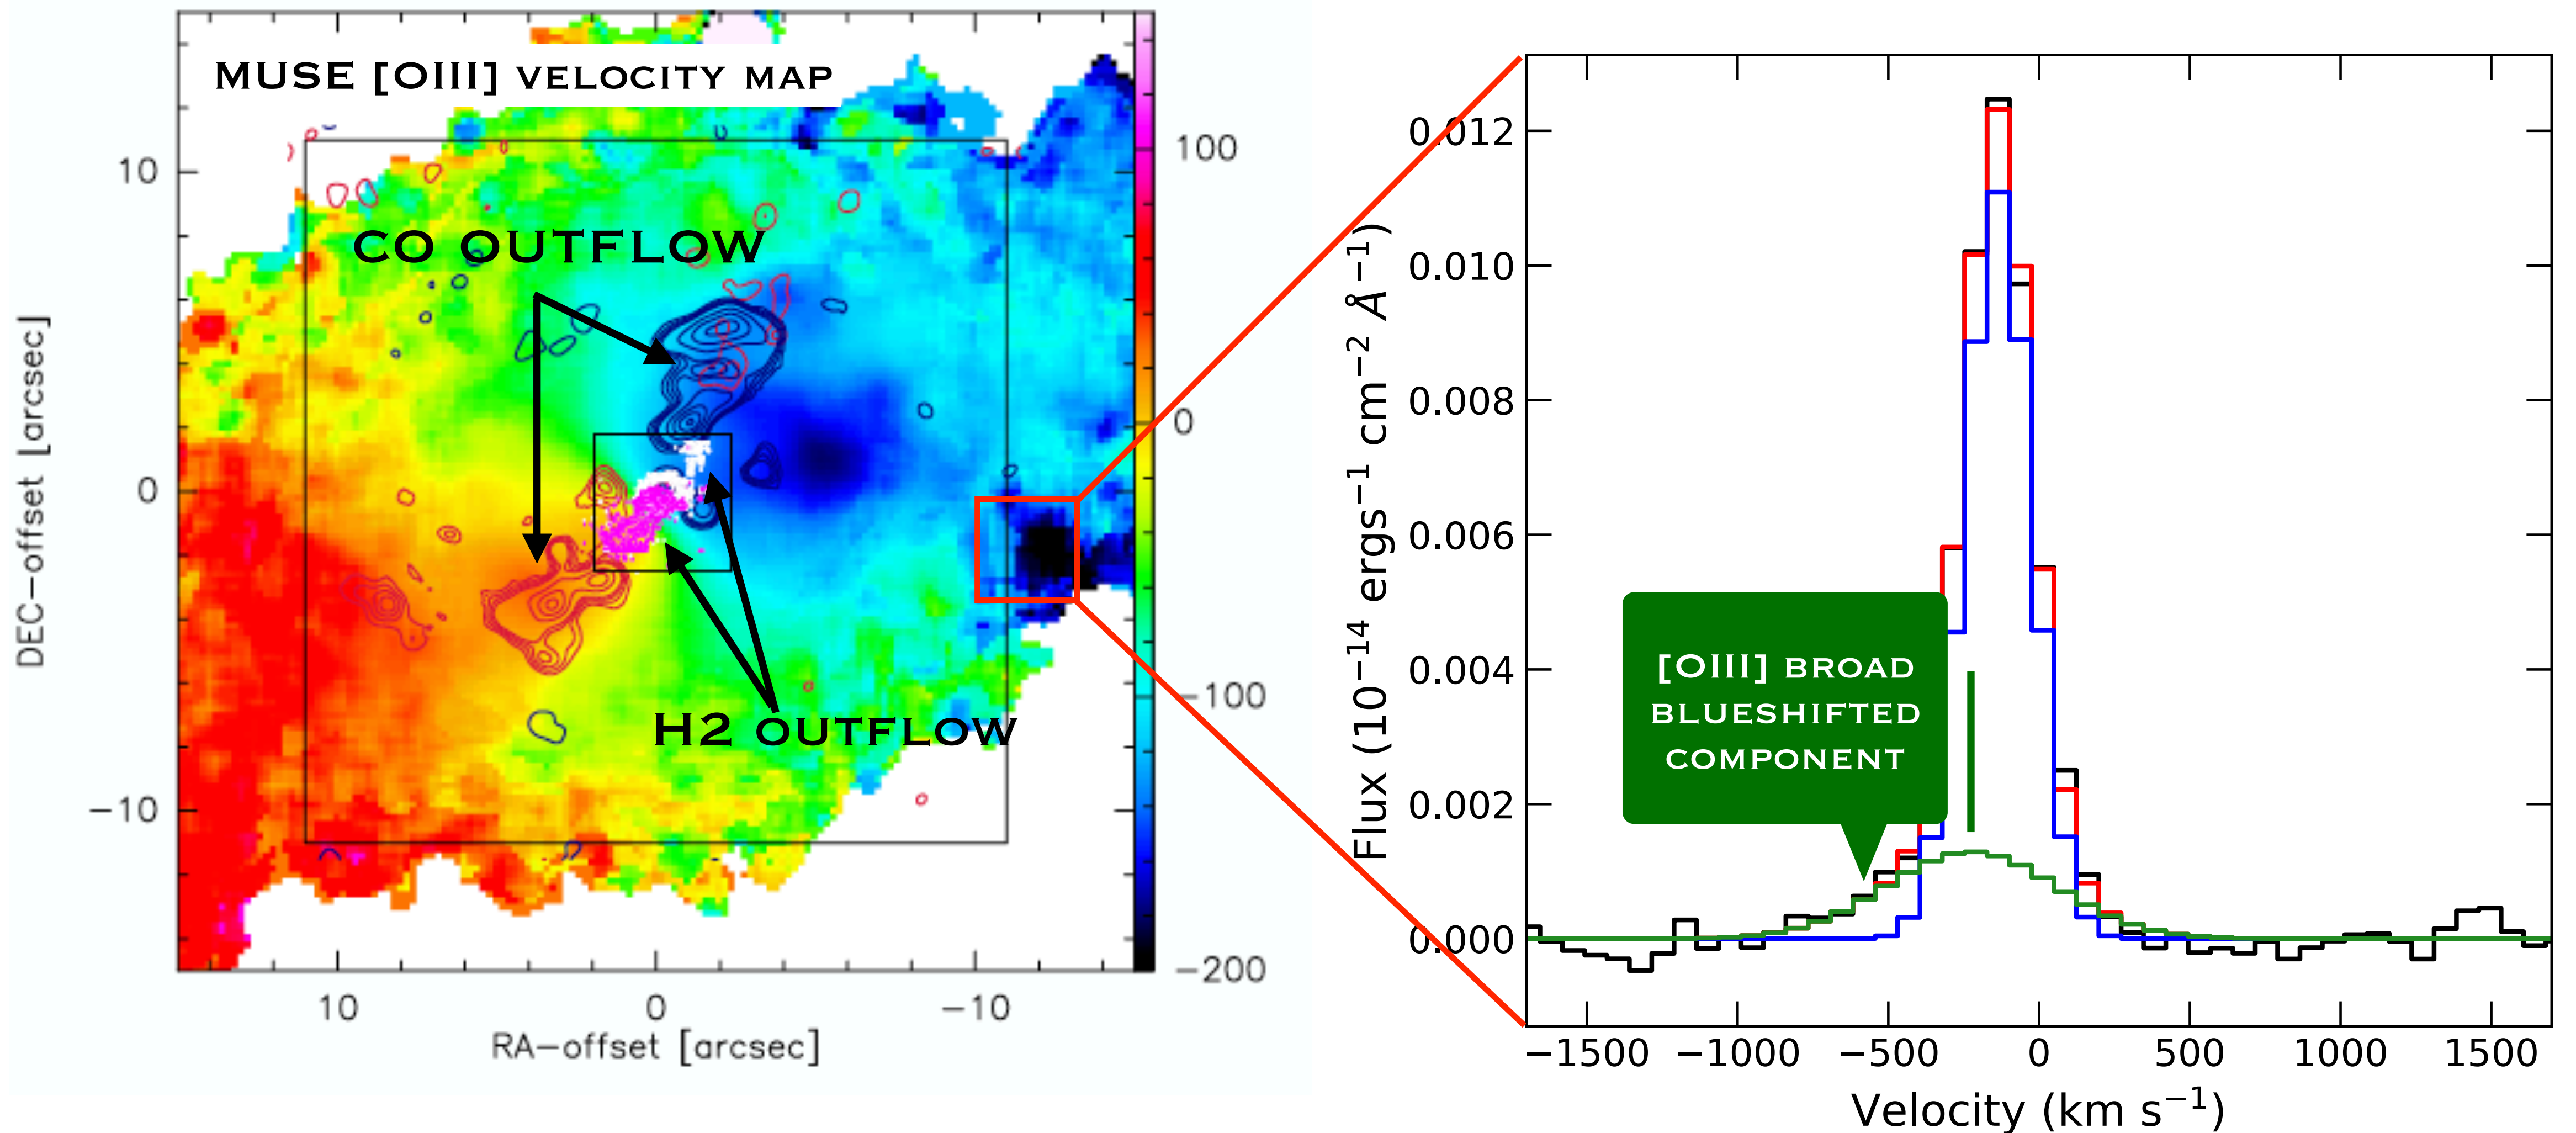 MUSE [OIII] VELOCITY MAP
CO OUTFLOW
H2 OUTFLOW
DEC-offset [arcsec]
10
0
−10
10
0
−10
RA-offset [arcsec]
100
0
−100
−200
Flux (10⁻¹⁴ ergs⁻¹ cm⁻² Å⁻¹)
0.012
0.010
0.008
0.006
0.004
0.002
0.000
[OIII] BROAD
BLUESHIFTED
COMPONENT
−1500
−1000
−500
0
500
1000
1500
Velocity (km s⁻¹)